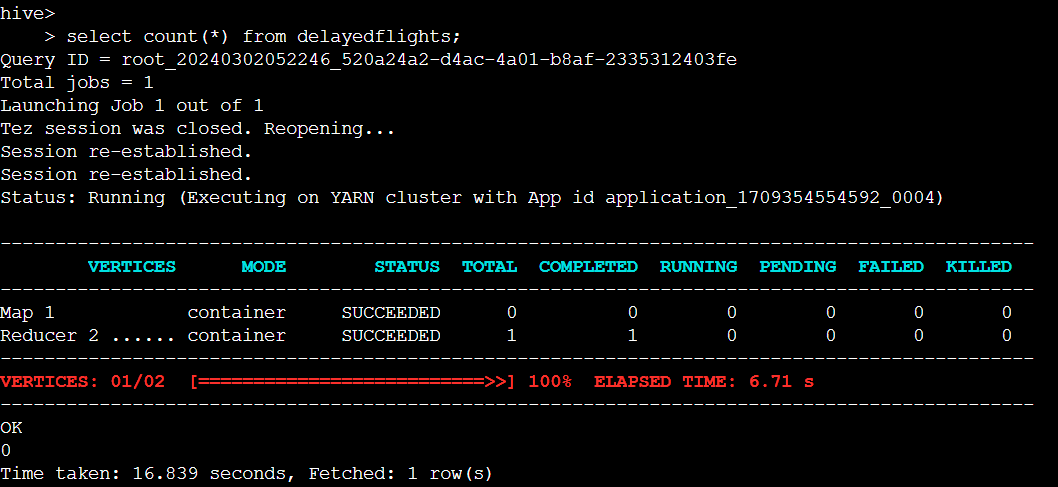 hive>
    > select count(*) from delayedflights;
Query ID = root_20240302052246_520a24a2-d4ac-4a01-b8af-2335312403fe
Total jobs = 1
Launching Job 1 out of 1
Tez session was closed. Reopening...
Session re-established.
Session re-established.
Status: Running (Executing on YARN cluster with App id application_1709354554592_0004)
----------------------------------------------------------------------------------------------
        VERTICES      MODE        STATUS  TOTAL  COMPLETED  RUNNING  PENDING  FAILED  KILLED
----------------------------------------------------------------------------------------------
Map 1            container     SUCCEEDED      0          0        0        0       0       0
Reducer 2 ...... container     SUCCEEDED      1          1        0        0       0       0
----------------------------------------------------------------------------------------------
VERTICES: 01/02  [==========================>>] 100%  ELAPSED TIME: 6.71 s
----------------------------------------------------------------------------------------------
OK
0
Time taken: 16.839 seconds, Fetched: 1 row(s)